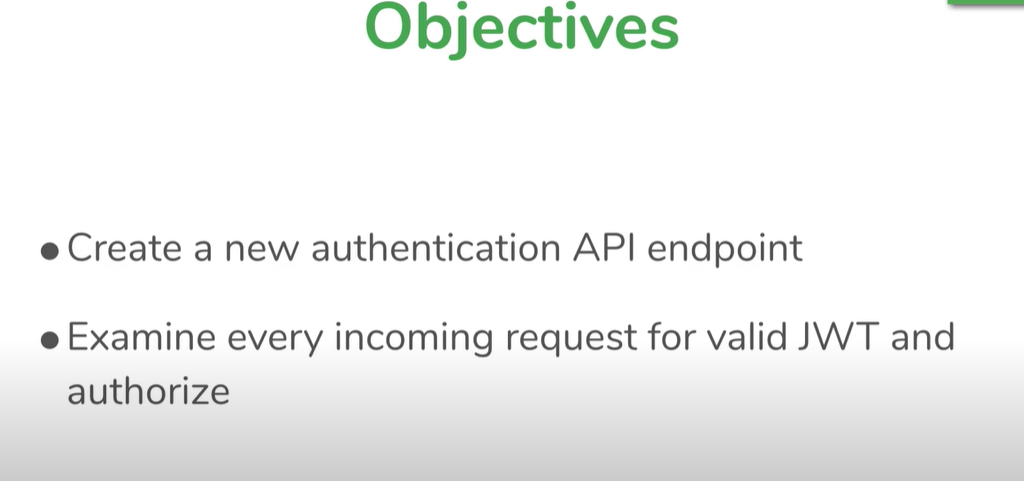 Objectives
●Create a new authentication API endpoint
●Examine every incoming request for valid JWT and
authorize